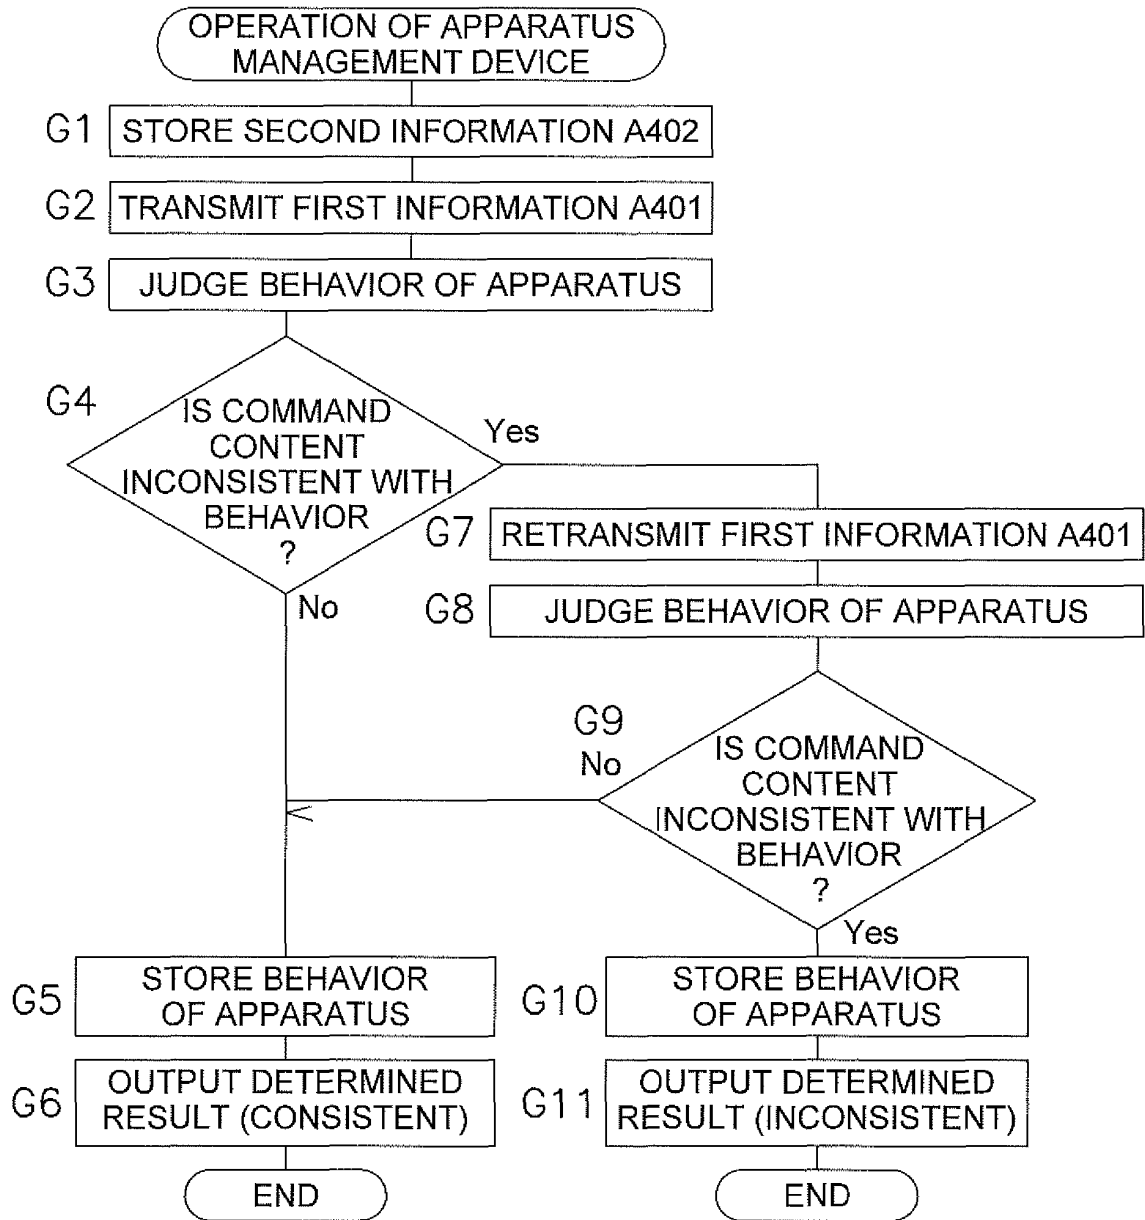 OPERATION OF APPARATUS
MANAGEMENT DEVICE
G1
STORE SECOND INFORMATION A402
G2
TRANSMIT FIRST INFORMATION A401
G3
JUDGE BEHAVIOR OF APPARATUS
G4
IS COMMAND
CONTENT
INCONSISTENT WITH
BEHAVIOR
?
Yes
No
G7
RETRANSMIT FIRST INFORMATION A401
G8
JUDGE BEHAVIOR OF APPARATUS
G9
IS COMMAND
CONTENT
INCONSISTENT WITH
BEHAVIOR
?
No
Yes
G5
STORE BEHAVIOR
OF APPARATUS
G10
STORE BEHAVIOR
OF APPARATUS
G6
OUTPUT DETERMINED
RESULT (CONSISTENT)
G11
OUTPUT DETERMINED
RESULT (INCONSISTENT)
END
END